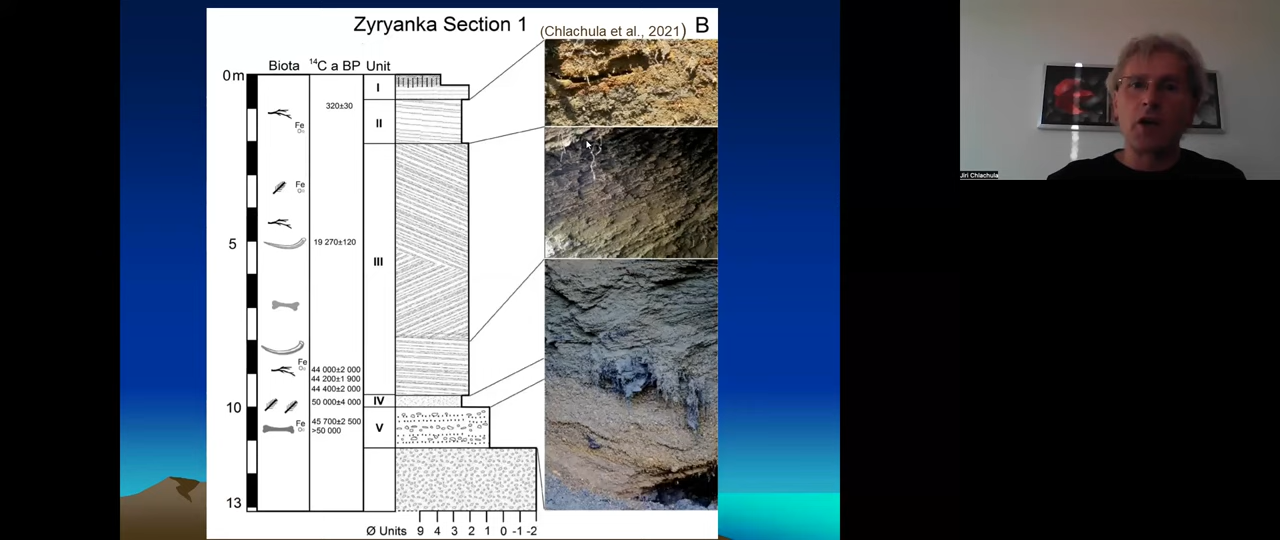 Zyryanka Section 1 (Chlachula et al., 2021) B
Biota 14C a BP Unit
0 m
I
320±30
Fe
II
Fe
5
19 270±120
III
Fe
44 000±2 000
44 200±1 900
44 400±2 000
10
50 000±4 000
IV
Fe
45 700±2 500
>50 000
V
13
Ø Units 9 4 3 2 1 0 -1 -2
Jiri Chlachula